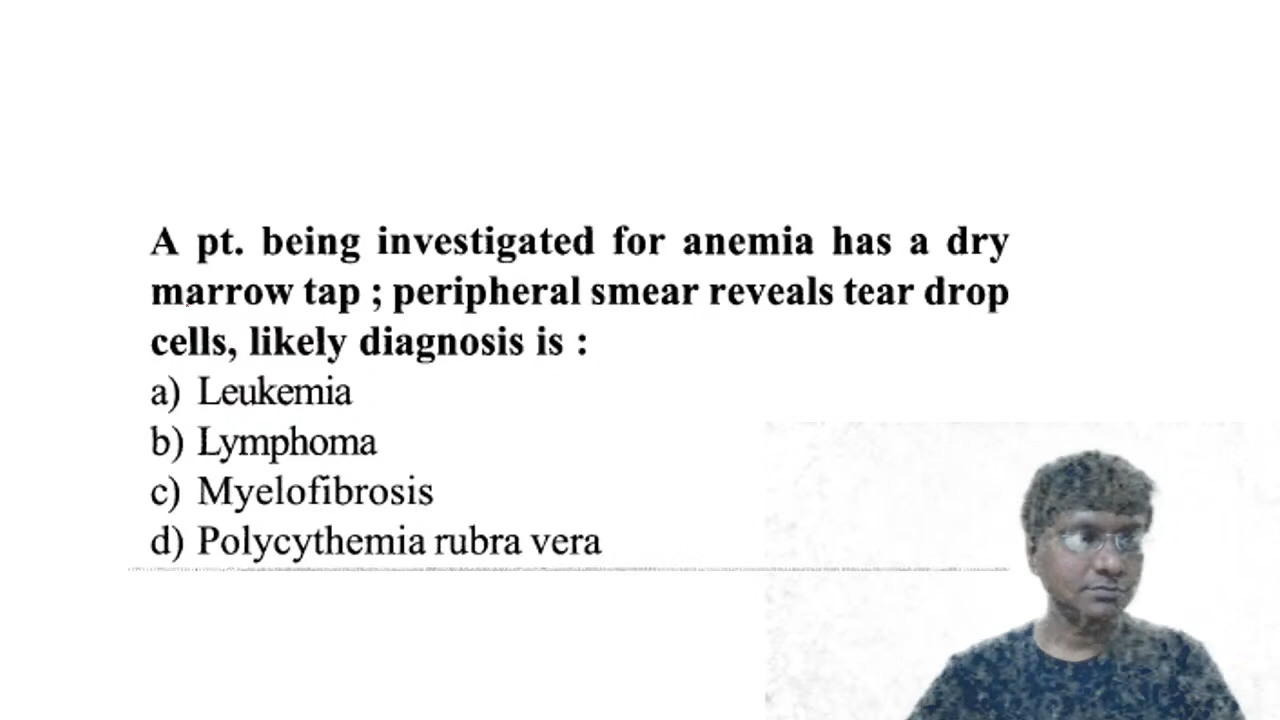 A pt. being investigated for anemia has a dry
marrow tap ; peripheral smear reveals tear drop
cells, likely diagnosis is :
a) Leukemia
b) Lymphoma
c) Myelofibrosis
d) Polycythemia rubra vera